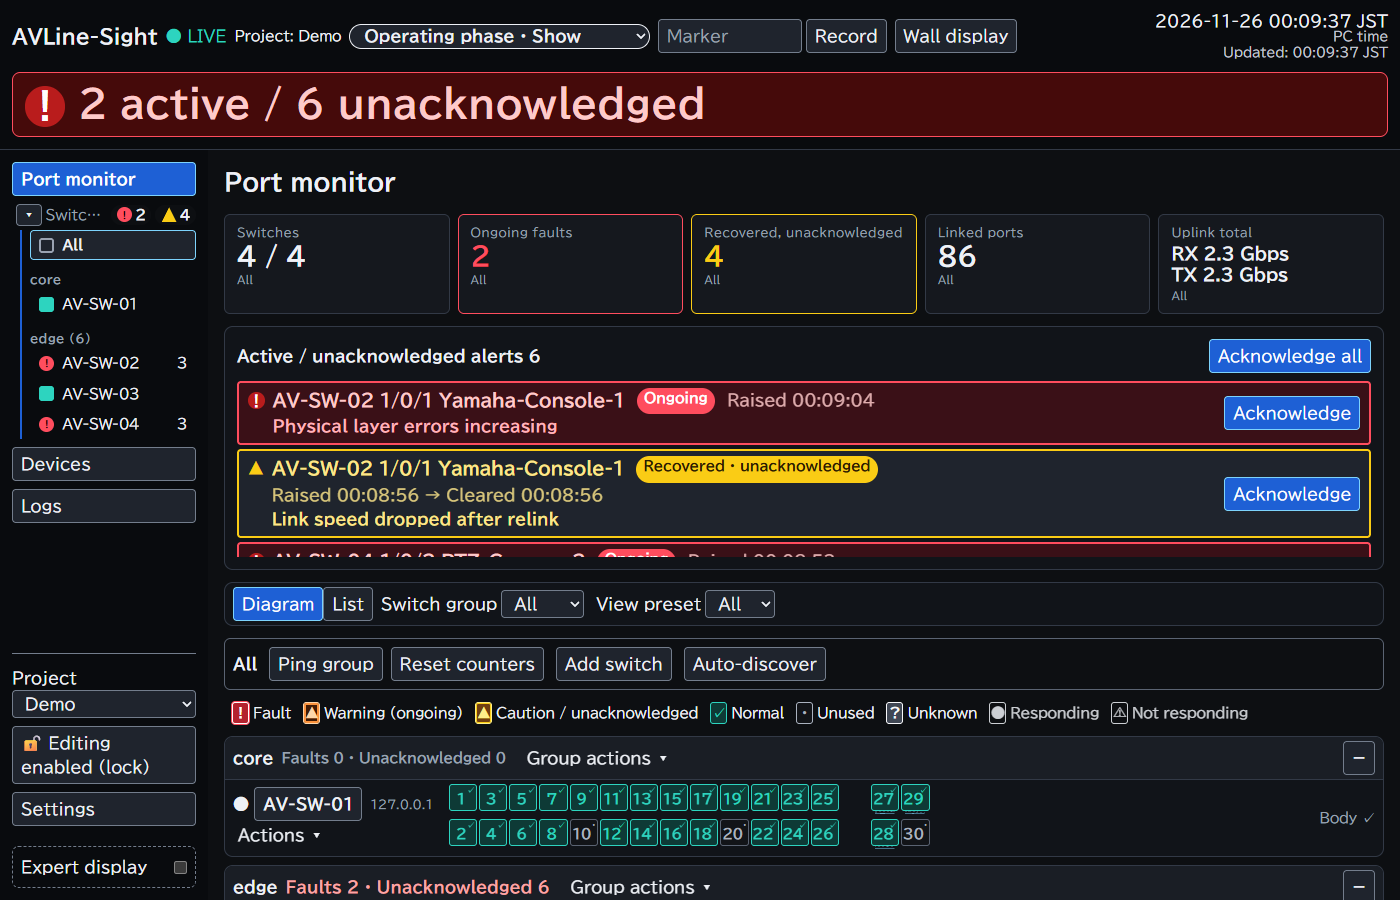 AVLine-Sight LIVE Project: Demo Operating phase・Show Marker Record Wall display
2026-11-26 00:09:37 JST
PC time
Updated: 00:09:37 JST
2 active / 6 unacknowledged
Port monitor
Switc… 2 4
All
core
AV-SW-01
edge (6)
AV-SW-02 3
AV-SW-03
AV-SW-04 3
Devices
Logs
Project
Demo
Editing
enabled (lock)
Settings
Expert display
Port monitor
Switches
4 / 4
All
Ongoing faults
2
All
Recovered, unacknowledged
4
All
Linked ports
86
All
Uplink total
RX 2.3 Gbps
TX 2.3 Gbps
All
Active / unacknowledged alerts 6
Acknowledge all
AV-SW-02 1/0/1 Yamaha-Console-1 Ongoing Raised 00:09:04
Physical layer errors increasing
Acknowledge
AV-SW-02 1/0/1 Yamaha-Console-1 Recovered・unacknowledged
Raised 00:08:56 → Cleared 00:08:56
Link speed dropped after relink
Acknowledge
Diagram List Switch group All View preset All
All Ping group Reset counters Add switch Auto-discover
Fault Warning (ongoing) Caution / unacknowledged Normal Unused Unknown Responding Not responding
core Faults 0・Unacknowledged 0 Group actions
AV-SW-01 127.0.0.1
Actions
1 3 5 7 9 11 13 15 17 19 21 23 25 27 29
2 4 6 8 10 12 14 16 18 20 22 24 26 28 30
Body ✓
edge Faults 2・Unacknowledged 6 Group actions